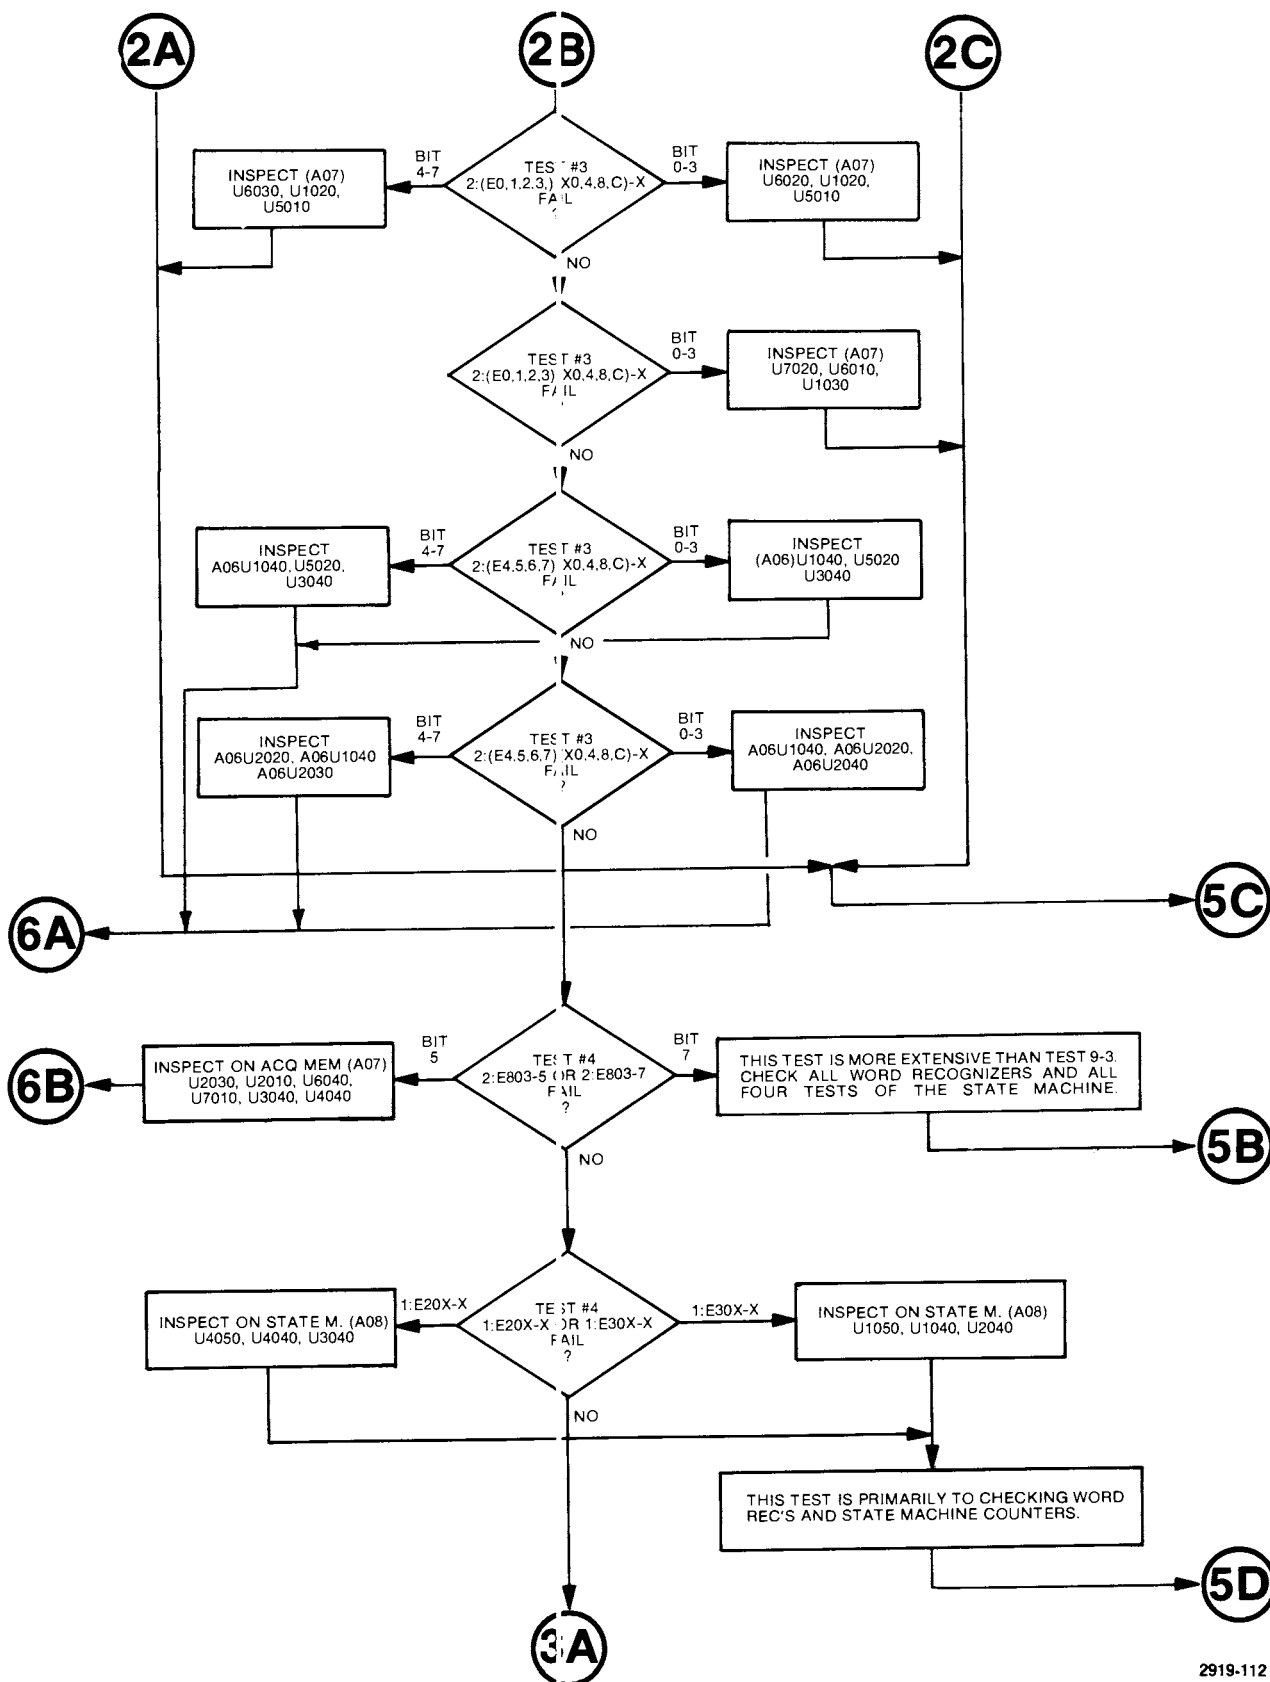 2A
2B
2C
INSPECT (A07)
U6030, U1020,
U5010
BIT
4-7
TEST #3
2:(E0,1,2,3,) X0,4,8,C)-X
FAIL
?
BIT
0-3
INSPECT (A07)
U6020, U1020,
U5010
NO
TEST #3
2:(E0,1,2,3) X0,4,8,C)-X
FAIL
BIT
0-3
INSPECT (A07)
U7020, U6010,
U1030
NO
INSPECT
A06U1040, U5020,
U3040
BIT
4-7
TEST #3
2:(E4,5,6,7) X0,4,8,C)-X
FAIL
BIT
0-3
INSPECT
(A06)U1040, U5020
U3040
NO
INSPECT
A06U2020, A06U1040
A06U2030
BIT
4-7
TEST #3
2:(E4,5,6,7) X0,4,8,C)-X
FAIL
?
BIT
0-3
INSPECT
A06U1040, A06U2020,
A06U2040
NO
5C
6A
6B
INSPECT ON ACQ MEM (A07)
U2030, U2010, U6040,
U7010, U3040, U4040
BIT
5
TEST #4
2:E803-5 OR 2:E803-7
FAIL
?
BIT
7
THIS TEST IS MORE EXTENSIVE THAN TEST 9-3.
CHECK ALL WORD RECOGNIZERS AND ALL
FOUR TESTS OF THE STATE MACHINE.
5B
NO
INSPECT ON STATE M. (A08)
U4050, U4040, U3040
1:E20X-X
TEST #4
1:E20X-X OR 1:E30X-X
FAIL
?
1:E30X-X
INSPECT ON STATE M. (A08)
U1050, U1040, U2040
NO
THIS TEST IS PRIMARILY TO CHECKING WORD
REC'S AND STATE MACHINE COUNTERS.
5D
3A
2919-112